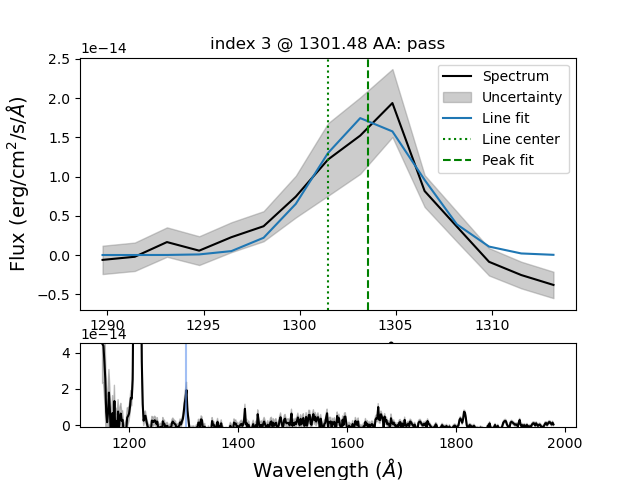 index 3 @ 1301.48 AA: pass
1e−14
2.5
2.0
1.5
1.0
0.5
0.0
−0.5
Flux (erg/cm²/s/Å)
Spectrum
Uncertainty
Line fit
Line center
Peak fit
1290 1295 1300 1305 1310
1e−14
4
2
0
1200 1400 1600 1800 2000
Wavelength (Å)